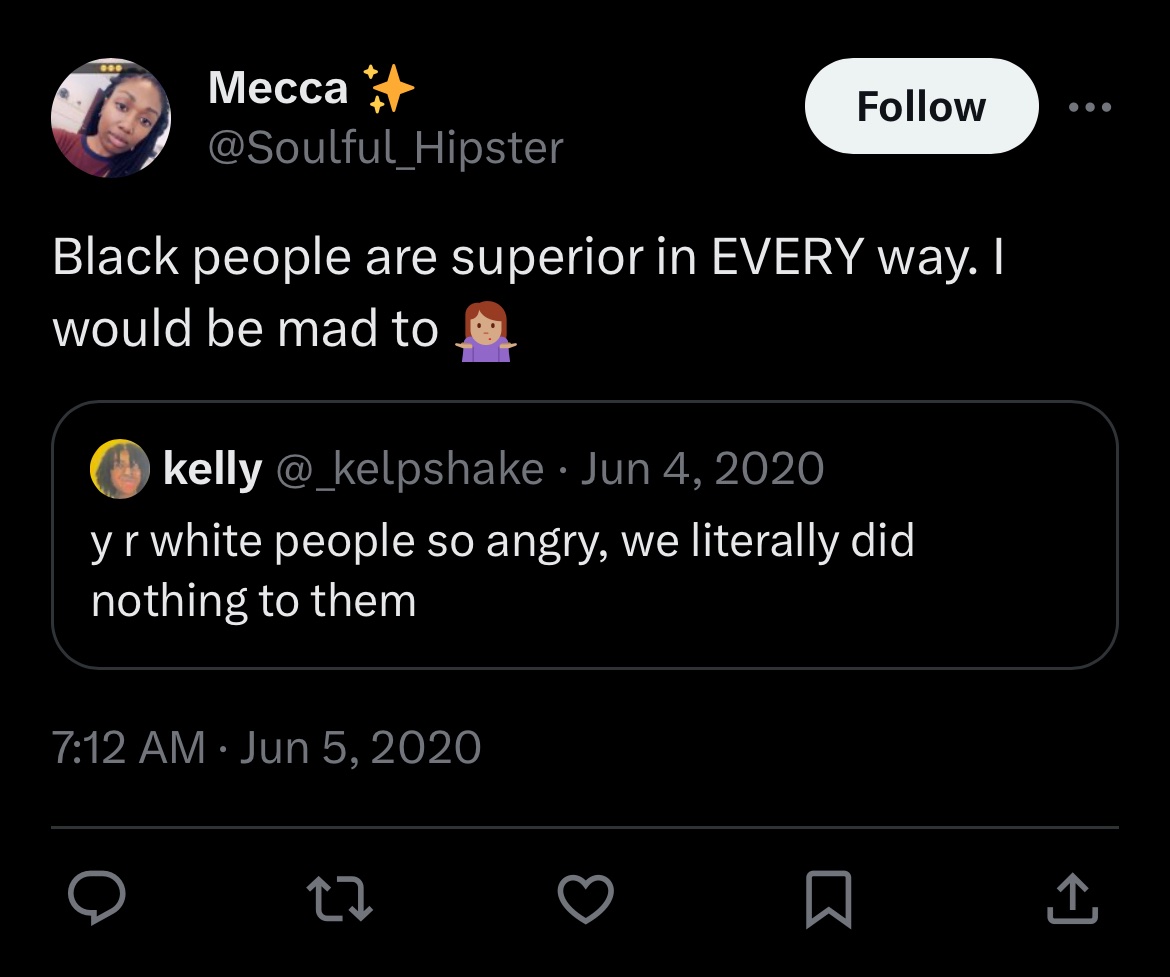 Mecca ✨
Follow
@Soulful_Hipster
Black people are superior in EVERY way. I
would be mad to 🤷🏼‍♀️
kelly @_kelpshake · Jun 4, 2020
y r white people so angry, we literally did
nothing to them
7:12 AM · Jun 5, 2020